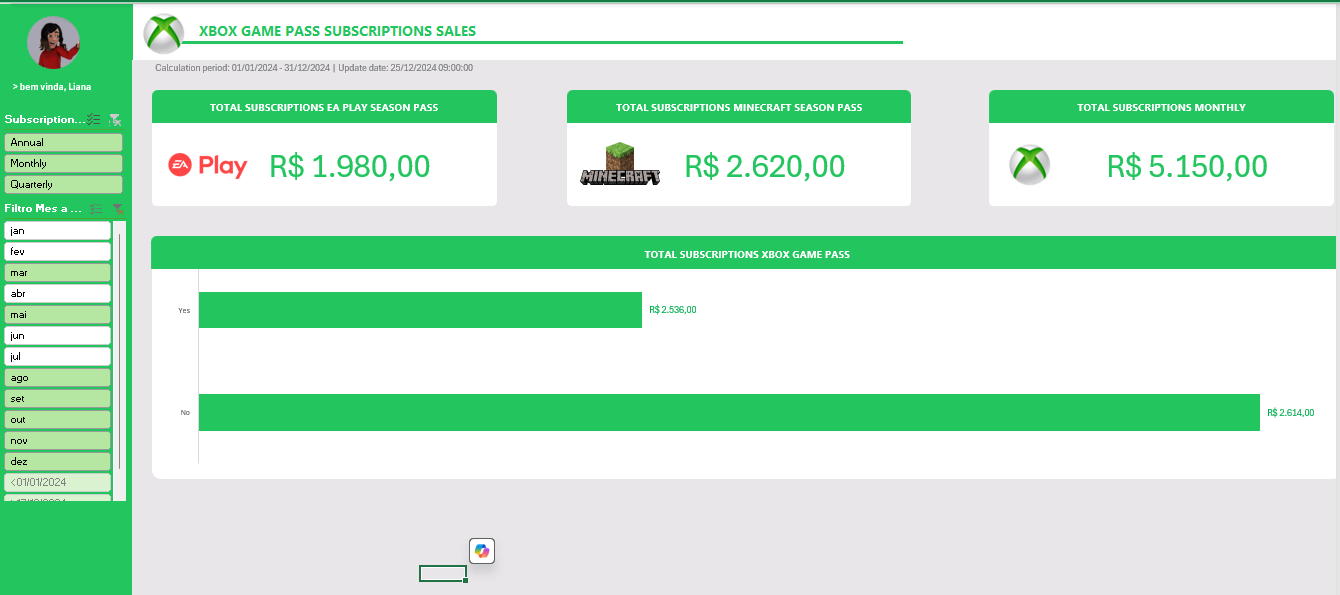 XBOX GAME PASS SUBSCRIPTIONS SALES
Calculation period: 01/01/2024 - 31/12/2024 | Update date: 25/12/2024 09:00:00
> bem vinda, Liana
Subscription...
Annual
Monthly
Quarterly
Filtro Mes a ...
jan
fev
mar
abr
mai
jun
jul
ago
set
out
nov
dez
<01/01/2024
TOTAL SUBSCRIPTIONS EA PLAY SEASON PASS
EA Play
R$ 1.980,00
TOTAL SUBSCRIPTIONS MINECRAFT SEASON PASS
MINECRAFT
R$ 2.620,00
TOTAL SUBSCRIPTIONS MONTHLY
R$ 5.150,00
TOTAL SUBSCRIPTIONS XBOX GAME PASS
Yes
R$ 2.536,00
No
R$ 2.614,00